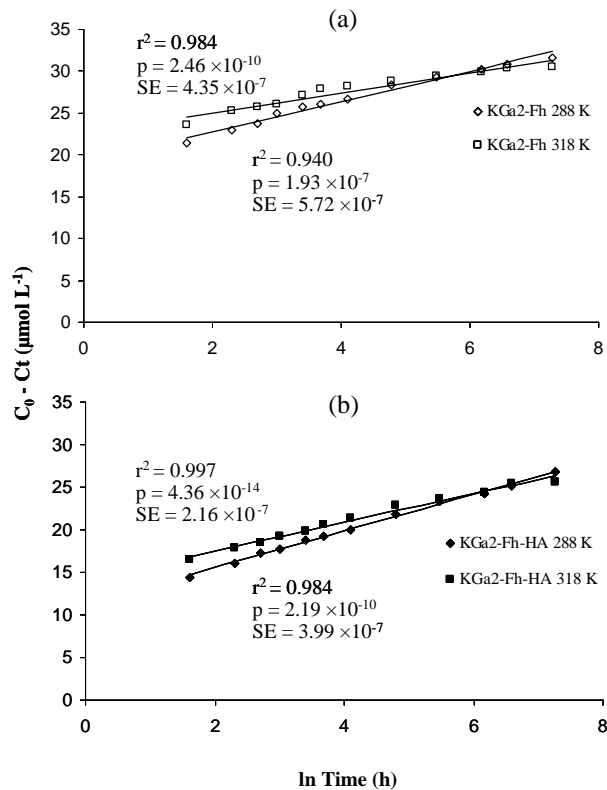 (a)
r² = 0.984
p = 2.46 ×10⁻¹⁰
SE = 4.35 ×10⁻⁷
35
30
25
20
15
10
5
0
KGa2-Fh 288 K
KGa2-Fh 318 K
r² = 0.940
p = 1.93 ×10⁻⁷
SE = 5.72 ×10⁻⁷
0 2 4 6 8
C₀ - Ct (µmol L⁻¹)
(b)
35
30
25
20
15
10
5
0
r² = 0.997
p = 4.36 ×10⁻¹⁴
SE = 2.16 ×10⁻⁷
KGa2-Fh-HA 288 K
KGa2-Fh-HA 318 K
r² = 0.984
p = 2.19 ×10⁻¹⁰
SE = 3.99 ×10⁻⁷
0 2 4 6 8
ln Time (h)